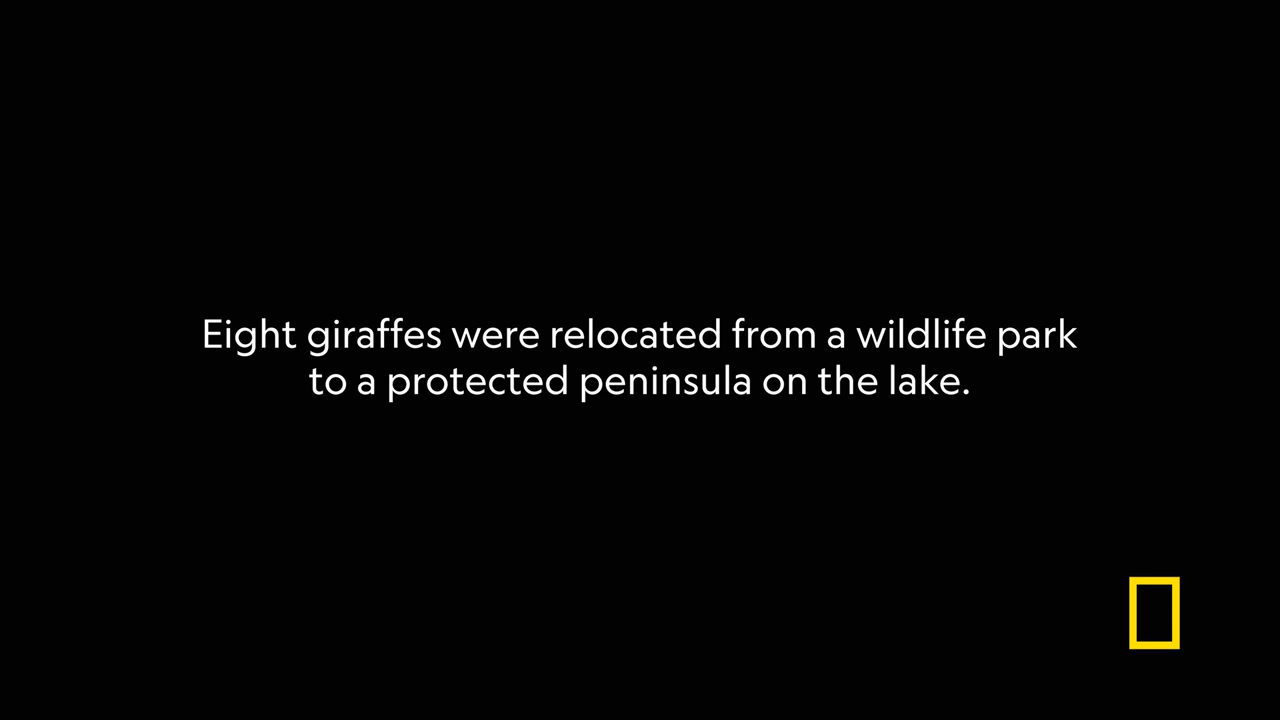 Eight giraffes were relocated from a wildlife park
to a protected peninsula on the lake.